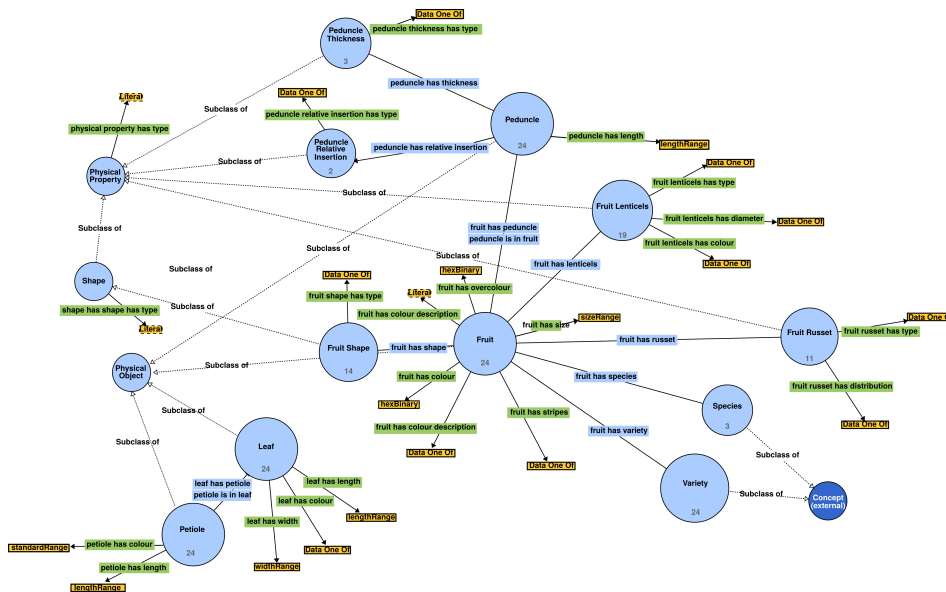 Data One Of
peduncle thickness has type
Peduncle
Thickness
3
peduncle has thickness
Data One Of
Literal
Subclass of
peduncle relative insertion has type
physical property has type
Peduncle
24
peduncle has length
lengthRange
Peduncle
Relative
Insertion
2
peduncle has relative insertion
Subclass of
Physical
Property
Data One Of
fruit lenticels has type
Subclass of
Fruit Lenticels
19
fruit lenticels has diameter
Data One Of
fruit lenticels has colour
Data One Of
Subclass of
fruit has peduncle
peduncle is in fruit
Subclass of
Subclass of
fruit has lenticels
Subclass of
Data One Of
hexBinary
Shape
fruit has overcolour
Literal
fruit shape has type
Subclass of
shape has shape has type
Literal
fruit has colour description
fruit has size
sizeRange
Data One O
fruit russet has type
Fruit Russet
11
fruit has russet
Fruit
24
fruit has shape
Fruit Shape
14
Subclass of
Physical
Object
fruit has colour
fruit has species
fruit russet has distribution
hexBinary
Subclass of
fruit has stripes
Species
3
Data One Of
fruit has colour description
fruit has variety
Subclass of
Leaf
24
Data One Of
Subclass of
Data One Of
leaf has petiole
petiole is in leaf
leaf has length
Variety
24
Subclass of
Concept
(external)
leaf has colour
lengthRange
leaf has width
Petiole
24
standardRange
petiole has colour
Data One Of
petiole has length
widthRange
lengthRange